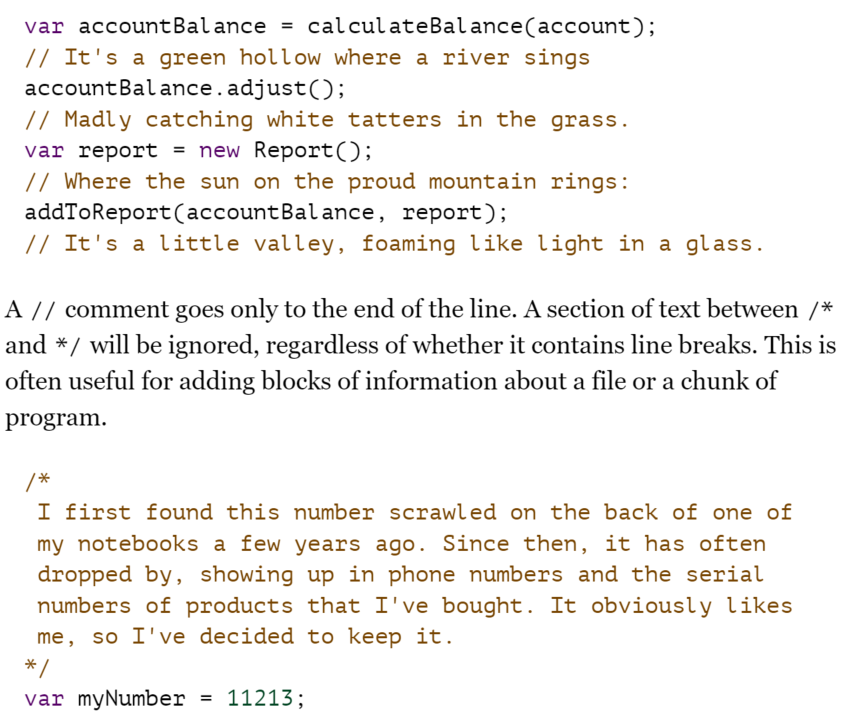 var accountBalance = calculateBalance(account);
// It's a green hollow where a river sings
accountBalance.adjust();
// Madly catching white tatters in the grass.
var report = new Report();
// Where the sun on the proud mountain rings:
addToReport(accountBalance, report);
// It's a little valley, foaming like light in a glass.
A // comment goes only to the end of the line. A section of text between /*
and */ will be ignored, regardless of whether it contains line breaks. This is
often useful for adding blocks of information about a file or a chunk of
program.
/*
I first found this number scrawled on the back of one of
my notebooks a few years ago. Since then, it has often
dropped by, showing up in phone numbers and the serial
numbers of products that I've bought. It obviously likes
me, so I've decided to keep it.
*/
var myNumber = 11213;